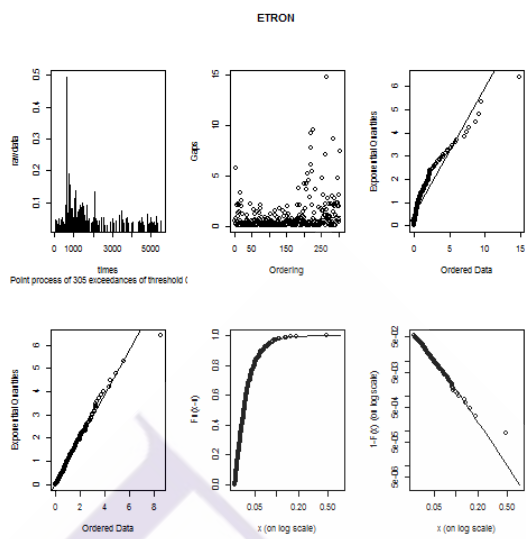 ETRON
0.5
0.4
0.3
0.2
0.1
rawdata
0 1000 3000 5000
times
Point process of 305 exceedances of threshold (
15
10
5
0
Gaps
0 50 150 250
Ordering
6
5
4
3
2
1
0
Exponential Quantiles
0 5 10 15
Ordered Data
6
5
4
3
2
1
0
Exponential Quantiles
0 2 4 6 8
Ordered Data
1.0
0.8
0.6
0.4
0.2
0.0
Fu(x-u)
0.05 0.20 0.50
x (on log scale)
5e-02
5e-03
5e-04
5e-05
5e-06
1-F(x) (on log scale)
0.05 0.20 0.50
x (on log scale)